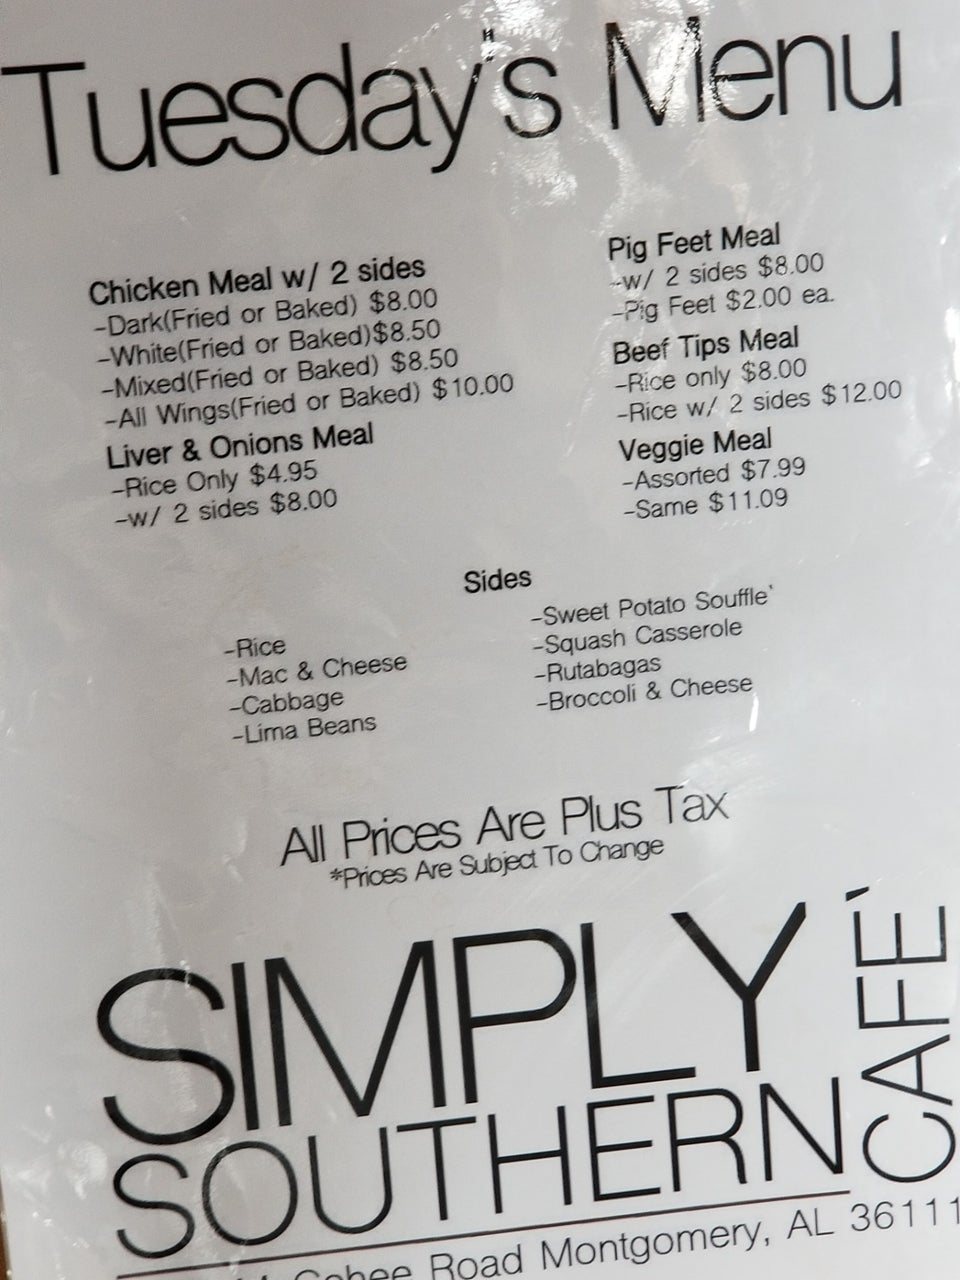 Tuesday's Menu
Chicken Meal w/ 2 sides
-Dark(Fried or Baked) $8.00
-White(Fried or Baked)$8.50
-Mixed(Fried or Baked) $8.50
-All Wings(Fried or Baked) $10.00
Liver & Onions Meal
-Rice Only $4.95
-w/ 2 sides $8.00
Pig Feet Meal
-w/ 2 sides $8.00
-Pig Feet $2.00 ea.
Beef Tips Meal
-Rice only $8.00
-Rice w/ 2 sides $12.00
Veggie Meal
-Assorted $7.99
-Same $11.09
Sides
-Rice
-Mac & Cheese
-Cabbage
-Lima Beans
-Sweet Potato Souffle`
-Squash Casserole
-Rutabagas
-Broccoli & Cheese
All Prices Are Plus Tax
*Prices Are Subject To Change
SIMPLY
SOUTHERN
CAFE`
Road Montgomery, AL 36111